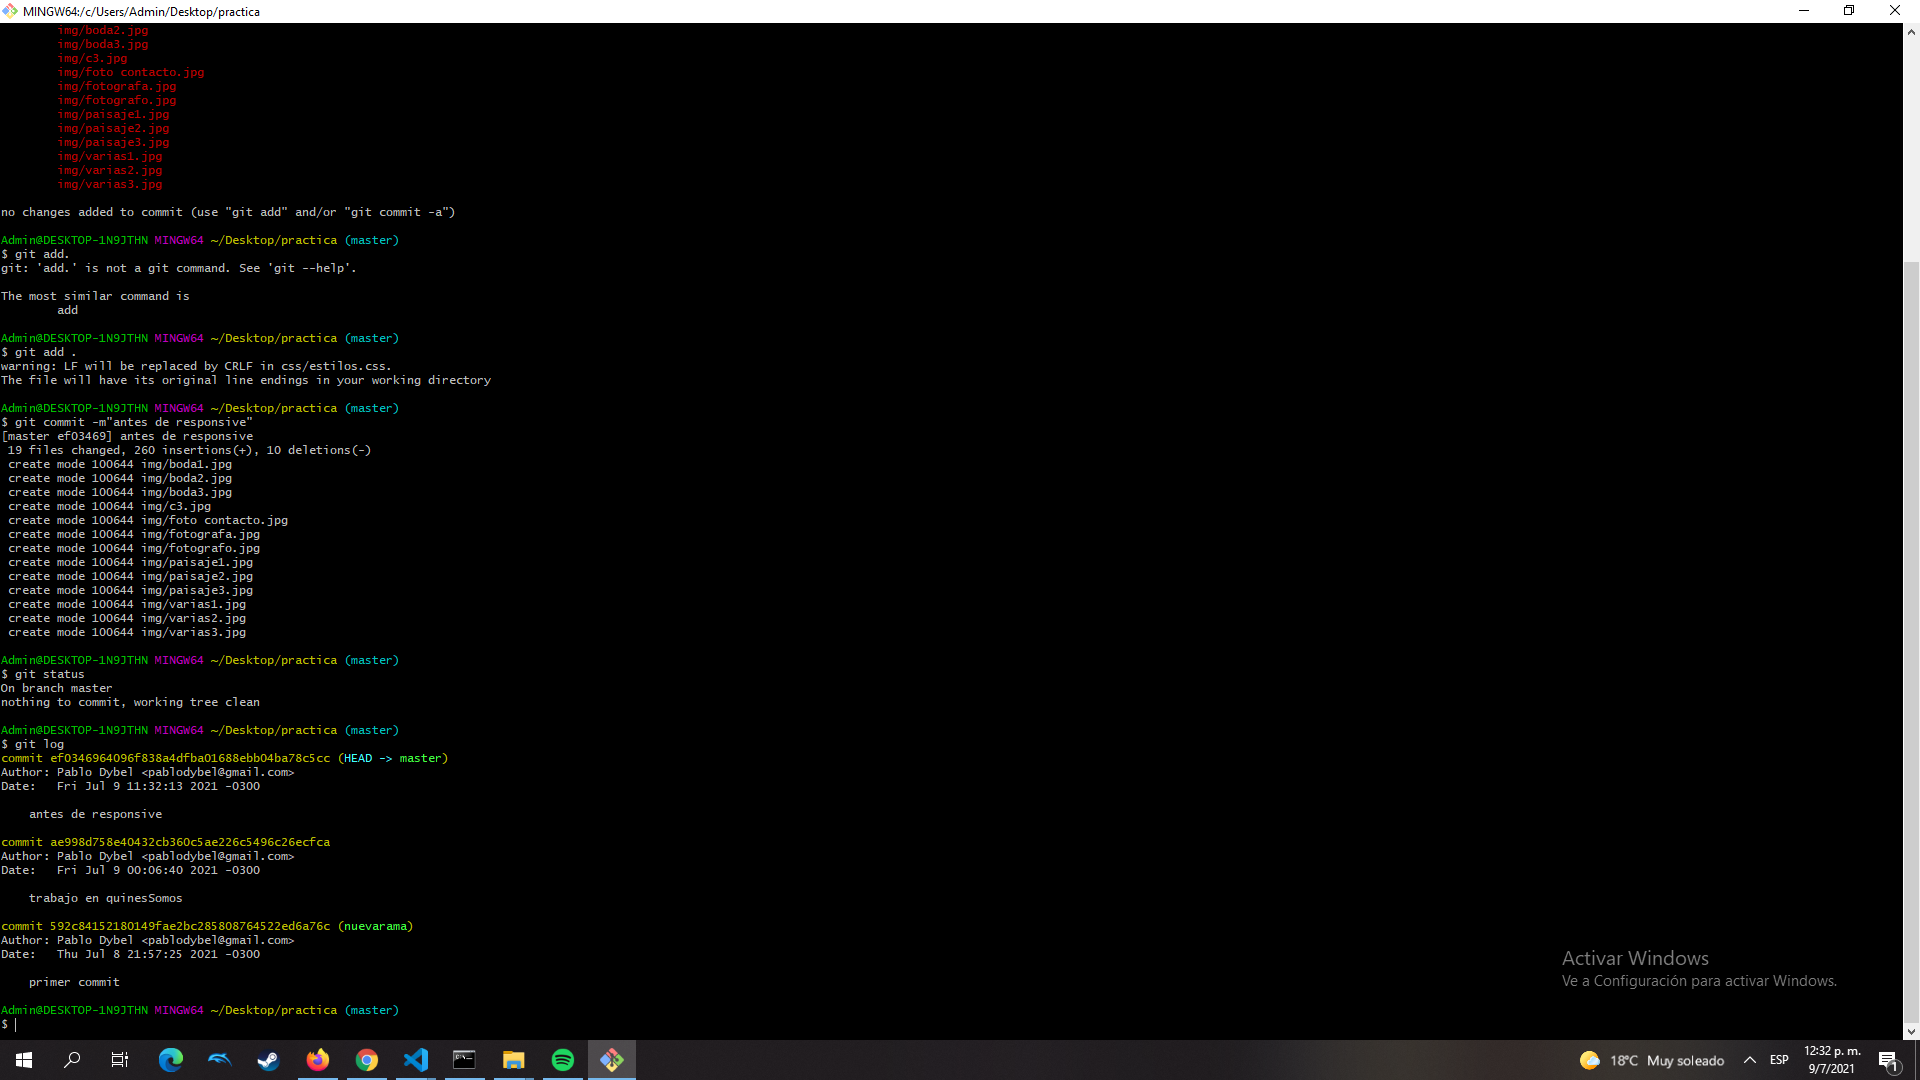 MINGW64:/c/Users/Admin/Desktop/practica
img/boda2.jpg
img/boda3.jpg
img/c3.jpg
img/foto contacto.jpg
img/fotografa.jpg
img/fotografo.jpg
img/paisaje1.jpg
img/paisaje2.jpg
img/paisaje3.jpg
img/varias1.jpg
img/varias2.jpg
img/varias3.jpg
no changes added to commit (use "git add" and/or "git commit -a")
Admin@DESKTOP-1N9JTHN MINGW64 ~/Desktop/practica (master)
$ git add.
git: 'add.' is not a git command. See 'git --help'.
The most similar command is
add
Admin@DESKTOP-1N9JTHN MINGW64 ~/Desktop/practica (master)
$ git add .
warning: LF will be replaced by CRLF in css/estilos.css.
The file will have its original line endings in your working directory
Admin@DESKTOP-1N9JTHN MINGW64 ~/Desktop/practica (master)
$ git commit -m"antes de responsive"
[master ef03469] antes de responsive
19 files changed, 260 insertions(+), 10 deletions(-)
create mode 100644 img/boda1.jpg
create mode 100644 img/boda2.jpg
create mode 100644 img/boda3.jpg
create mode 100644 img/c3.jpg
create mode 100644 img/foto contacto.jpg
create mode 100644 img/fotografa.jpg
create mode 100644 img/fotografo.jpg
create mode 100644 img/paisaje1.jpg
create mode 100644 img/paisaje2.jpg
create mode 100644 img/paisaje3.jpg
create mode 100644 img/varias1.jpg
create mode 100644 img/varias2.jpg
create mode 100644 img/varias3.jpg
Admin@DESKTOP-1N9JTHN MINGW64 ~/Desktop/practica (master)
$ git status
On branch master
nothing to commit, working tree clean
Admin@DESKTOP-1N9JTHN MINGW64 ~/Desktop/practica (master)
$ git log
commit ef0346964096f838a4dfba01688ebb04ba78c5cc (HEAD -> master)
Author: Pablo Dybel <pablodybel@gmail.com>
Date:   Fri Jul 9 11:32:13 2021 -0300
antes de responsive
commit ae998d758e40432cb360c5ae226c5496c26ecfca
Author: Pablo Dybel <pablodybel@gmail.com>
Date:   Fri Jul 9 00:06:40 2021 -0300
trabajo en quinesSomos
commit 592c84152180149fae2bc285808764522ed6a76c (nuevarama)
Author: Pablo Dybel <pablodybel@gmail.com>
Date:   Thu Jul 8 21:57:25 2021 -0300
primer commit
Admin@DESKTOP-1N9JTHN MINGW64 ~/Desktop/practica (master)
$
Activar Windows
Ve a Configuración para activar Windows.
18°C Muy soleado
ESP
12:32 p. m.
9/7/2021
1